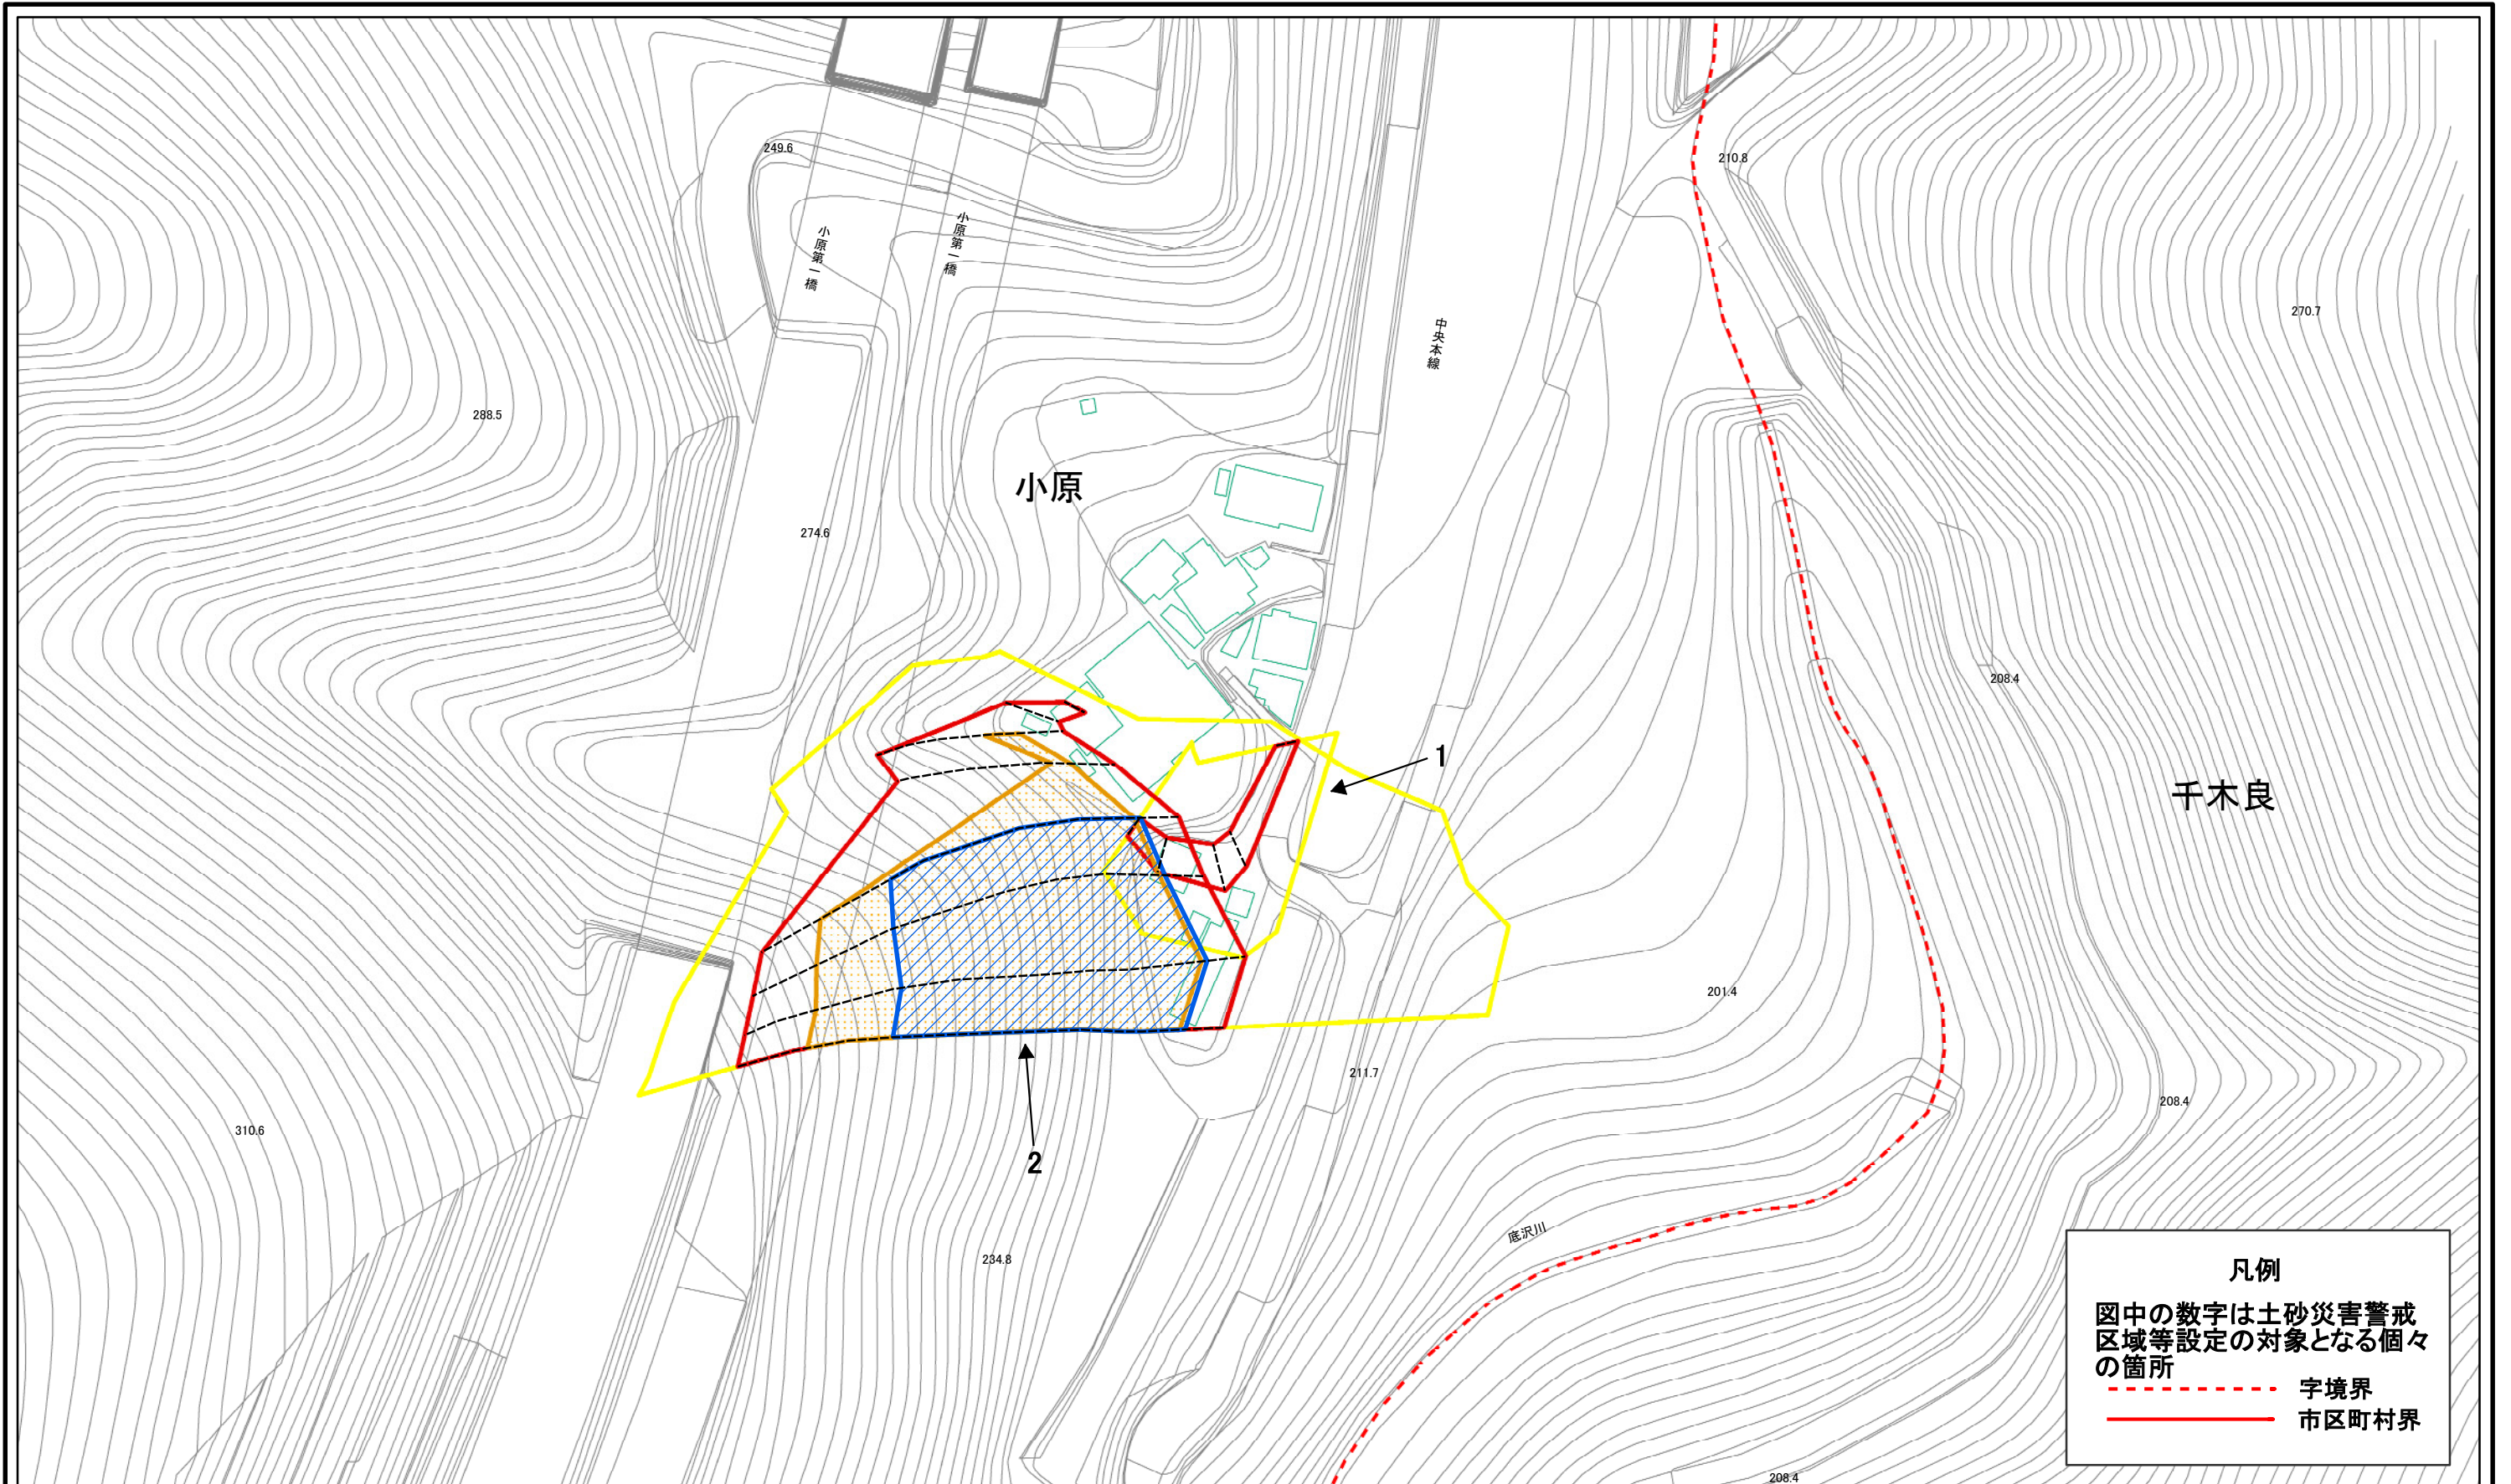 249.6
210.8
小原第一橋
小原第一橋
270.7
中央本線
288.5
小原
274.6
208.4
1
千木良
201.4
211.7
208.4
310.6
2
底沢川
234.8
凡例
図中の数字は土砂災害警戒
区域等設定の対象となる個々
の箇所
字境界
市区町村界
208.4